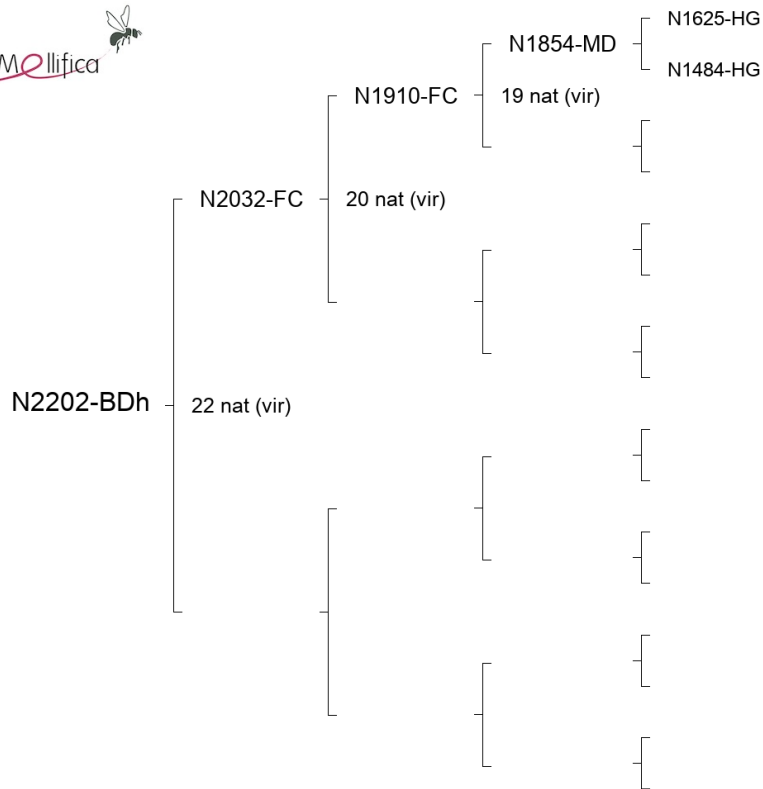 Mellifica
N1625-HG
N1854-MD
N1484-HG
N1910-FC
19 nat (vir)
N2032-FC
20 nat (vir)
N2202-BDh
22 nat (vir)